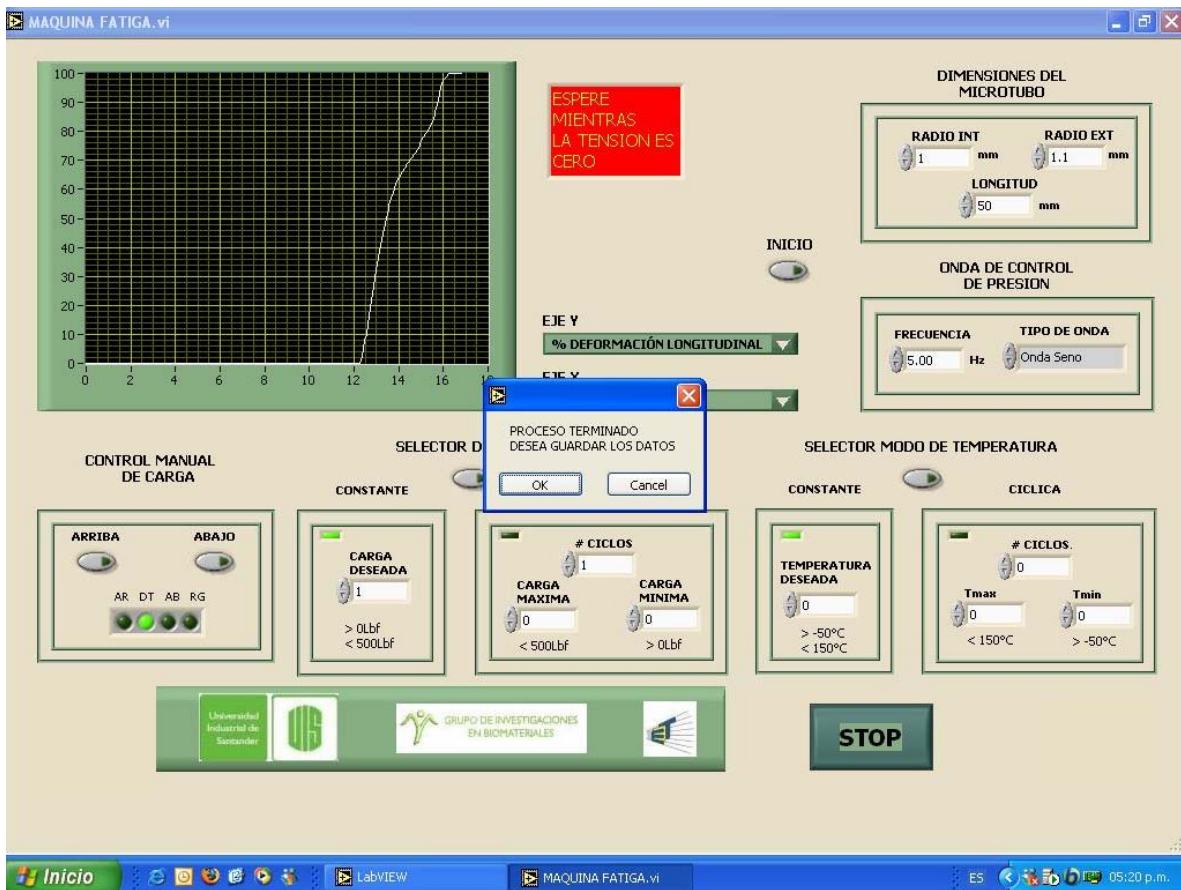 MAQUINA FATIGA.vi
100
90
80
70
60
50
40
30
20
10
0
0 2 4 6 8 10 12 14 16
ESPERE
MIENTRAS
LA TENSION ES
CERO
DIMENSIONES DEL
MICROTUBO
RADIO INT RADIO EXT
1 mm 1.1 mm
LONGITUD
50 mm
INICIO
ONDA DE CONTROL
DE PRESION
FRECUENCIA TIPO DE ONDA
5.00 Hz Onda Seno
EJE Y
% DEFORMACIÓN LONGITUDINAL
EJE X
PROCESO TERMINADO
DESEA GUARDAR LOS DATOS
OK Cancel
CONTROL MANUAL
DE CARGA
ARRIBA ABAJO
AR DT AB RG
SELECTOR D
CONSTANTE
CARGA
DESEADA
1
> 0Lbf
< 500Lbf
# CICLOS
1
CARGA
MAXIMA
CARGA
MINIMA
0 0
< 500Lbf > 0Lbf
SELECTOR MODO DE TEMPERATURA
CONSTANTE CICLICA
TEMPERATURA
DESEADA
0
> -50°C
< 150°C
# CICLOS.
0
Tmax Tmin
0 0
< 150°C > -50°C
Universidad
Industrial de
Santander
UIS
GRUPO DE INVESTIGACIONES
EN BIOMATERIALES
STOP
Inicio LabVIEW MAQUINA FATIGA.vi ES 05:20 p.m.